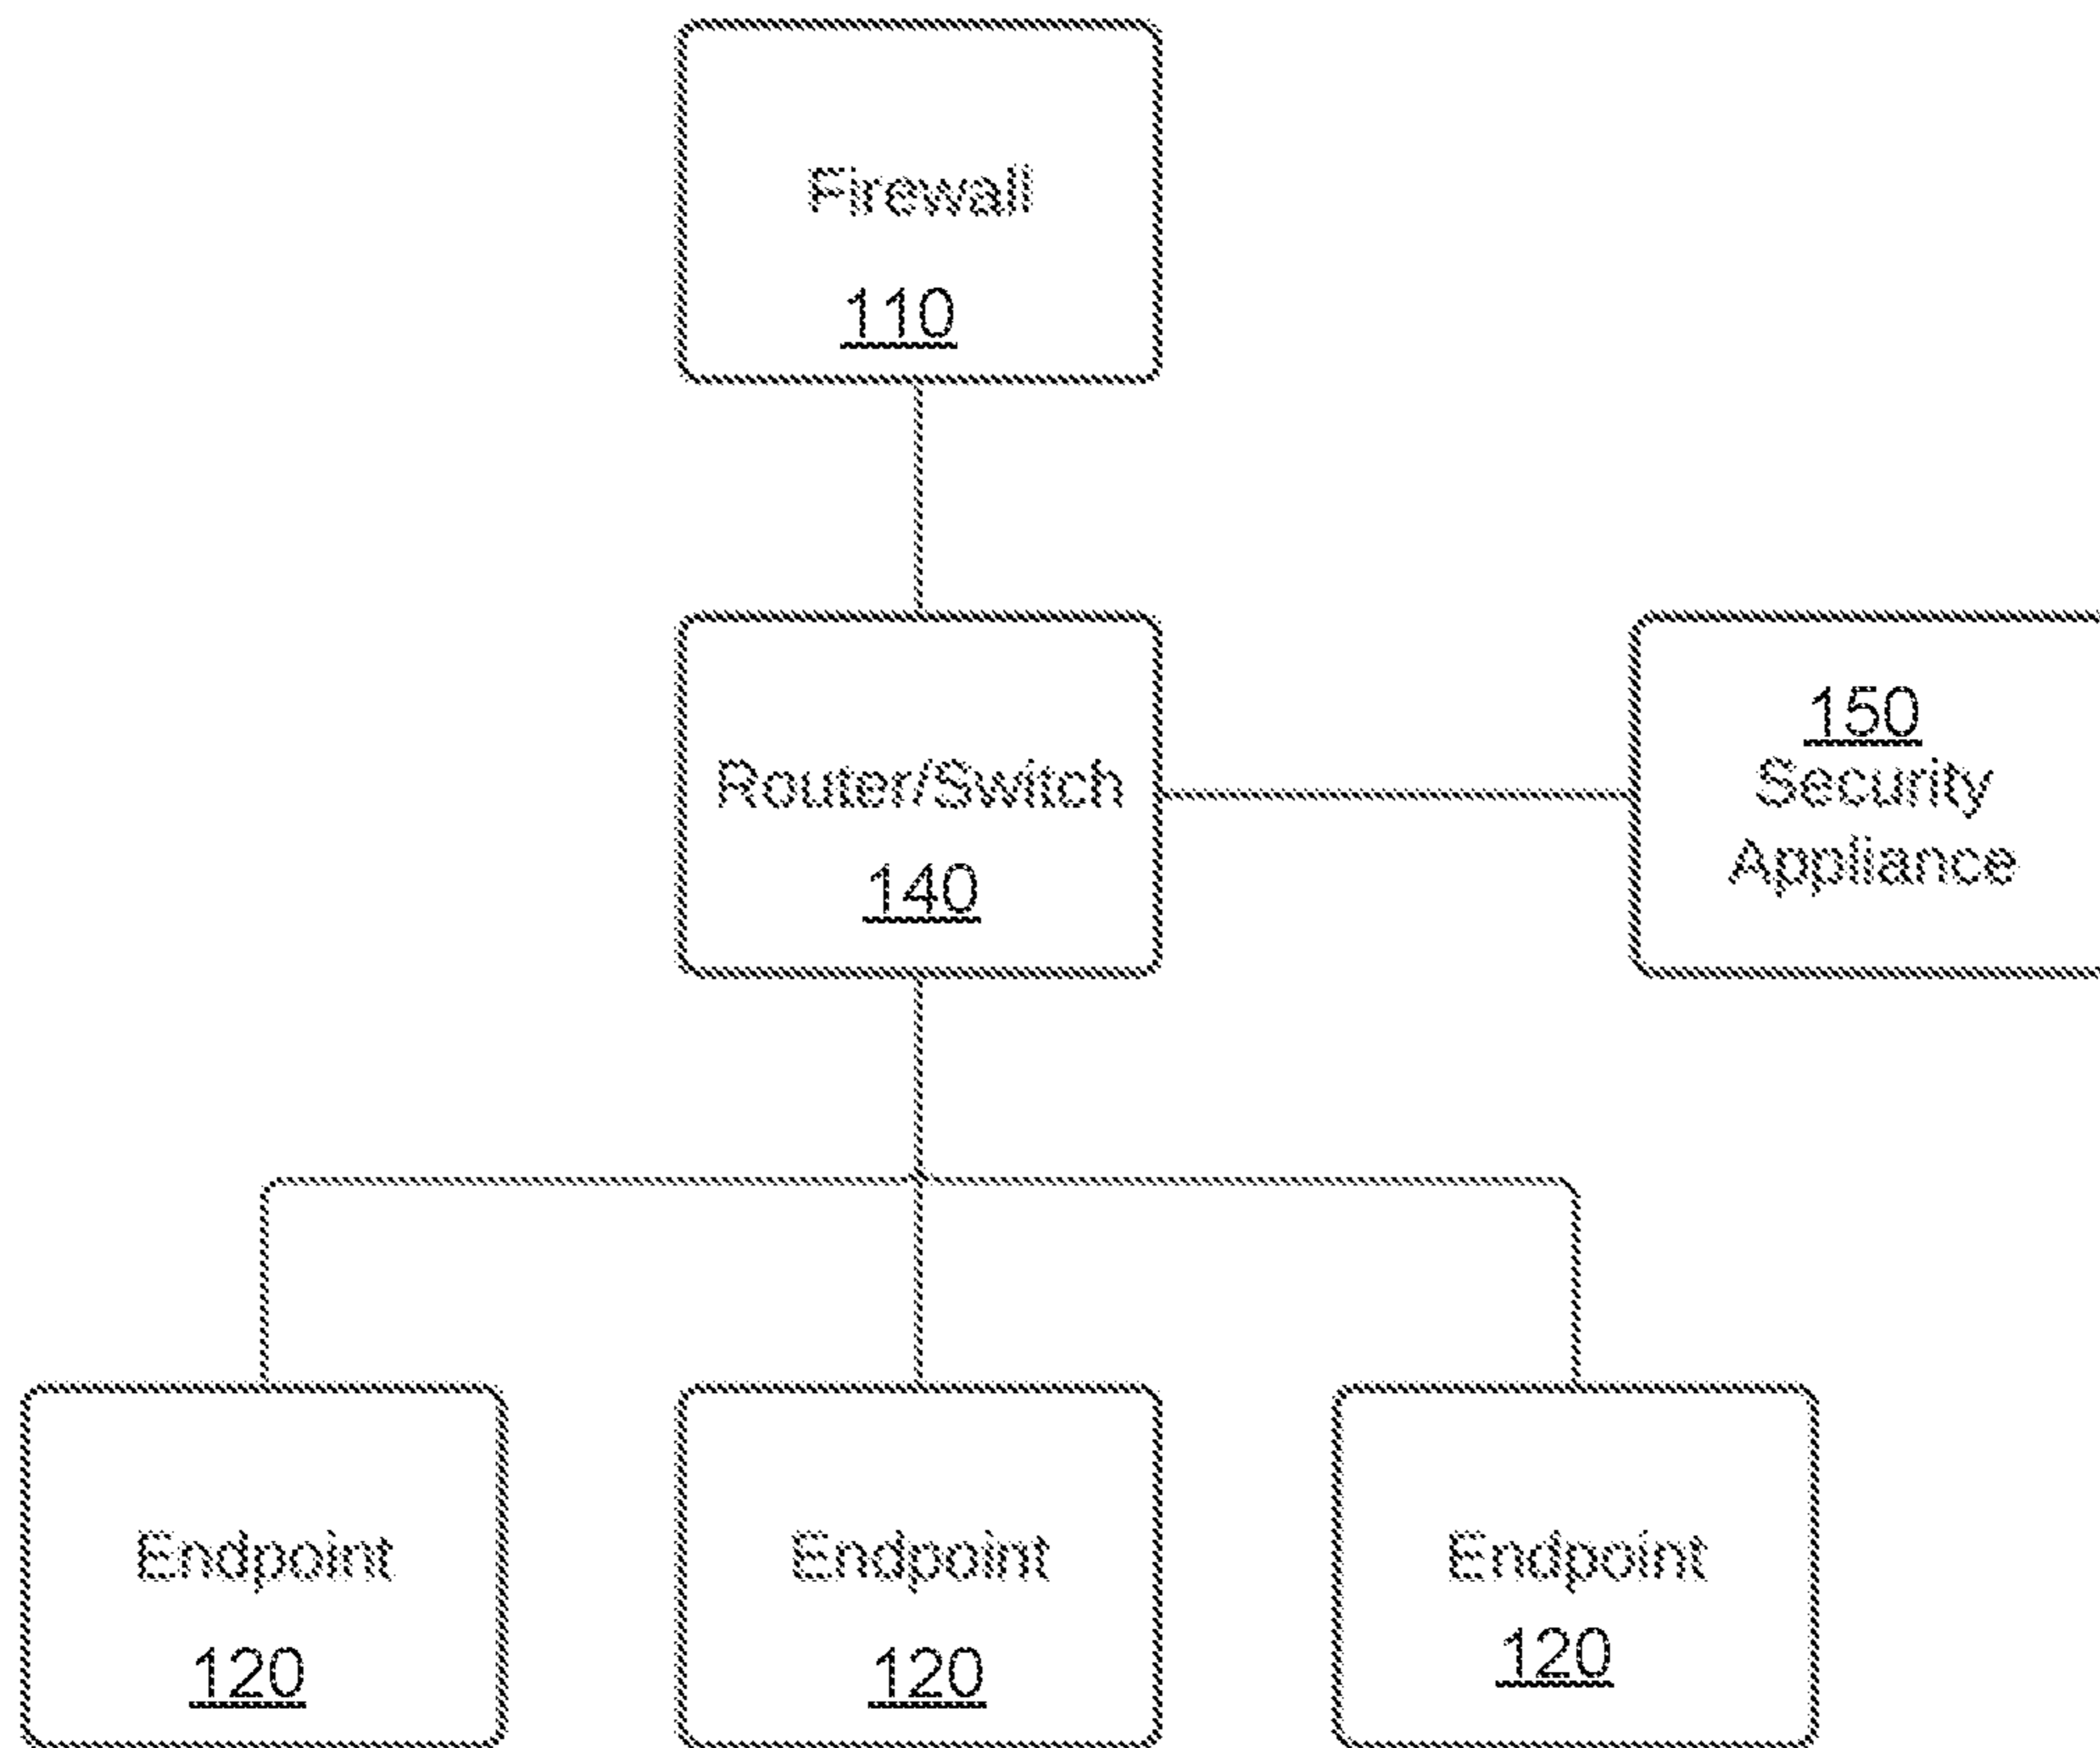 Firewall
110
Router/Switch
140
150
Security
Appliance
Endpoint
120
Endpoint
120
Endpoint
120